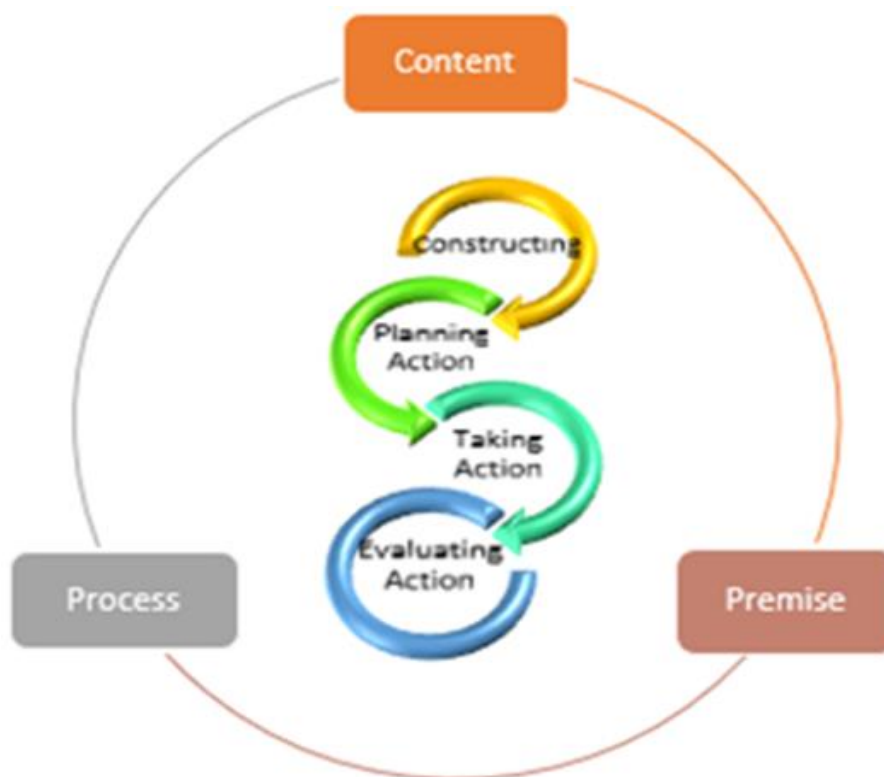 Content
Constructing
Planning
Action
Taking
Action
Evaluating
Action
Process
Premise